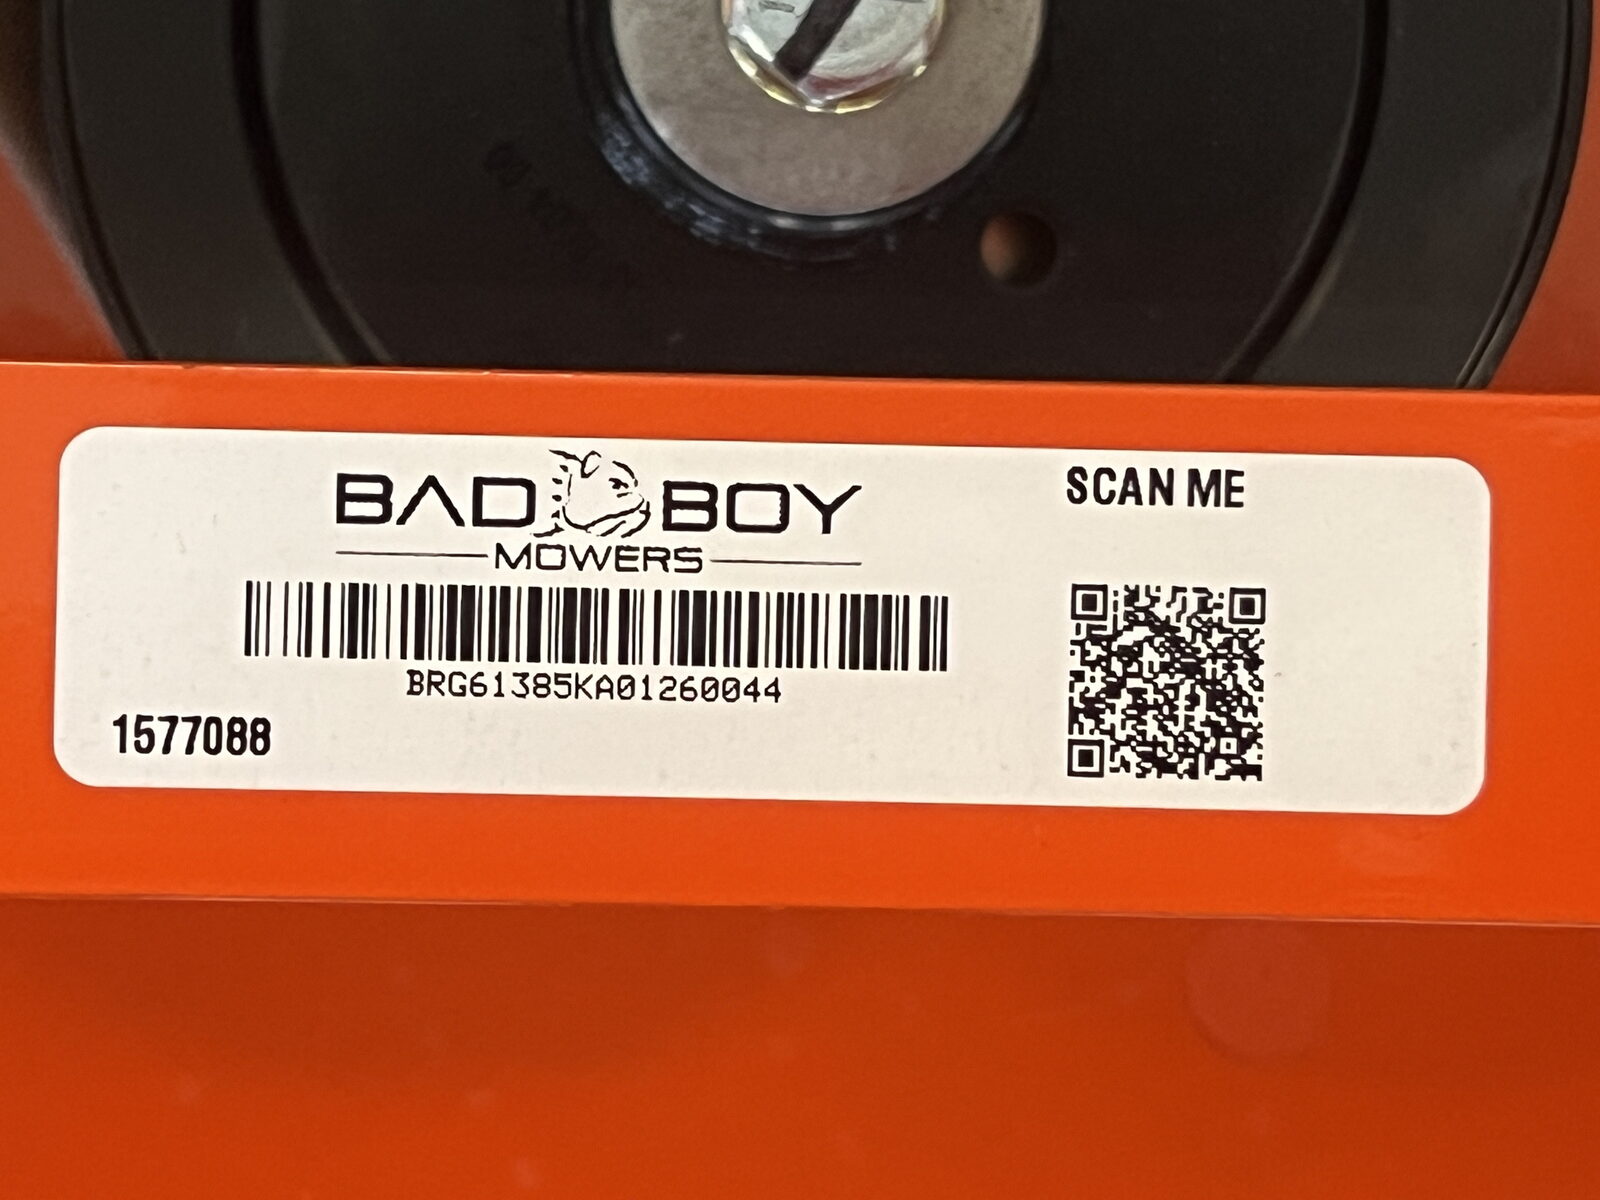 BAD BOY
MOWERS
SCAN ME
BRG61385KA01260044
1577088